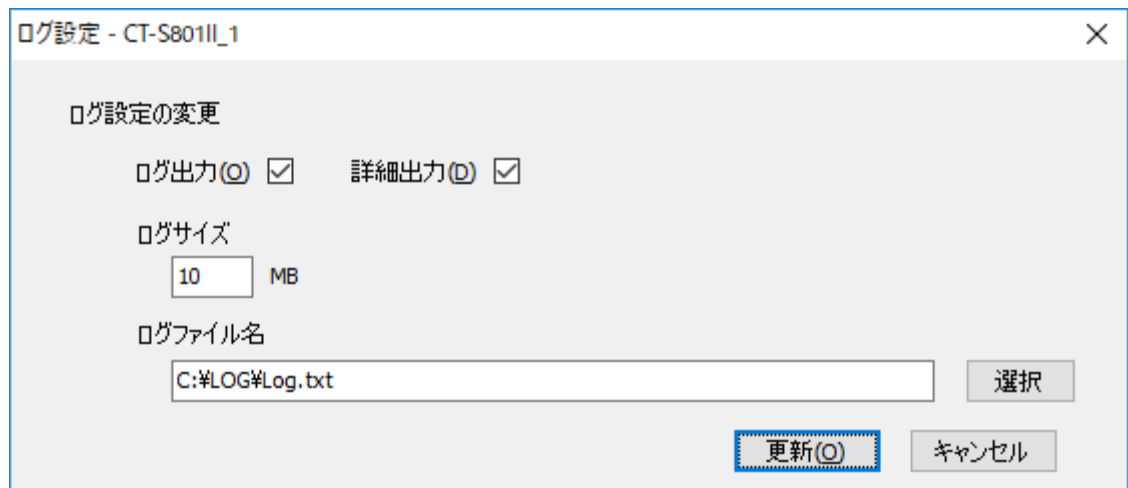 ログ設定 - CT-S801II_1
ログ設定の変更
ログ出力(O) 詳細出力(D)
ログサイズ
10 MB
ログファイル名
C:¥LOG¥Log.txt 選択
更新(O) キャンセル